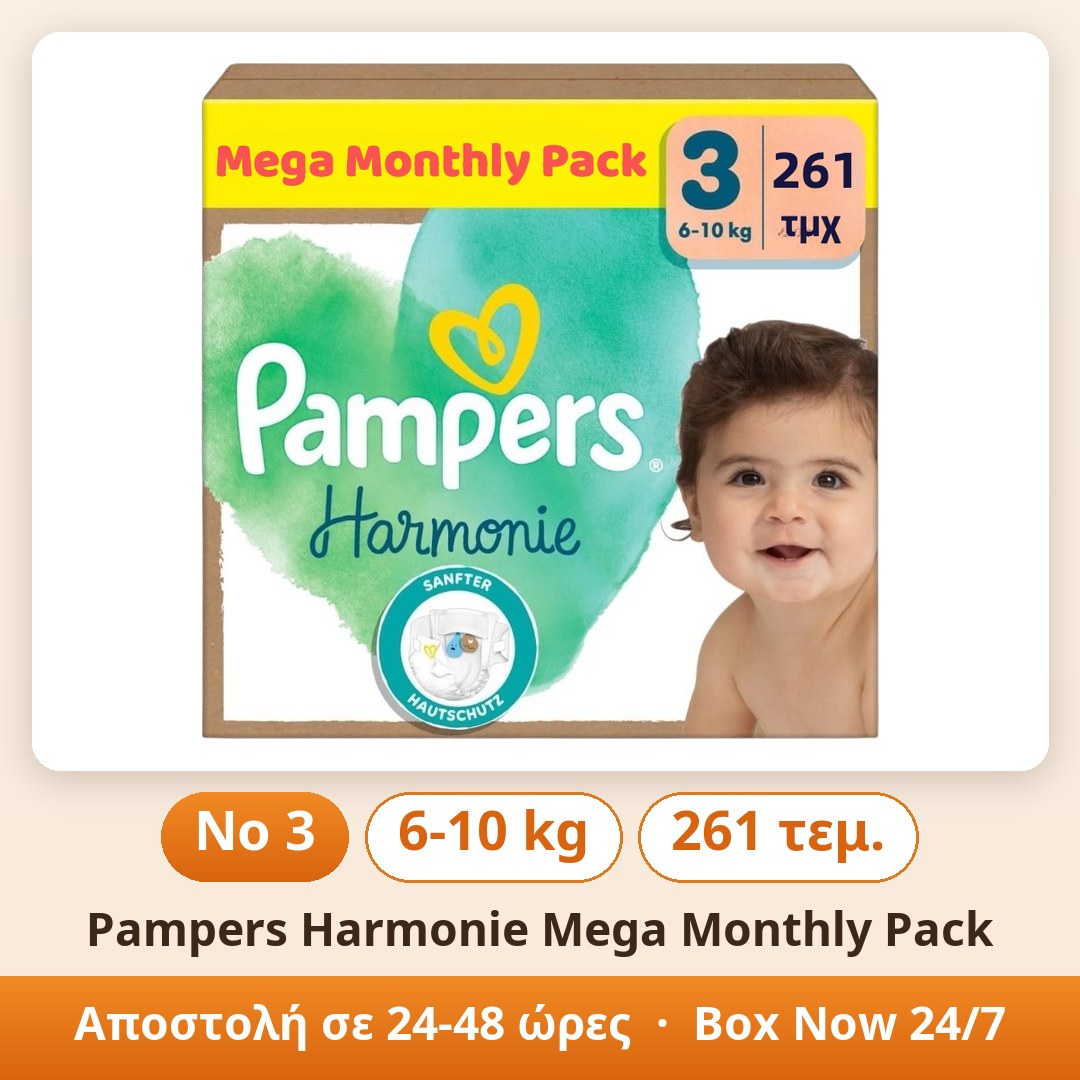 Mega Monthly Pack
3
6-10 kg
261
τμχ
Pampers®
Harmonie
SANFTER
HAUTSCHUTZ
No 3
6-10 kg
261 τεμ.
Pampers Harmonie Mega Monthly Pack
Αποστολή σε 24-48 ώρες · Box Now 24/7